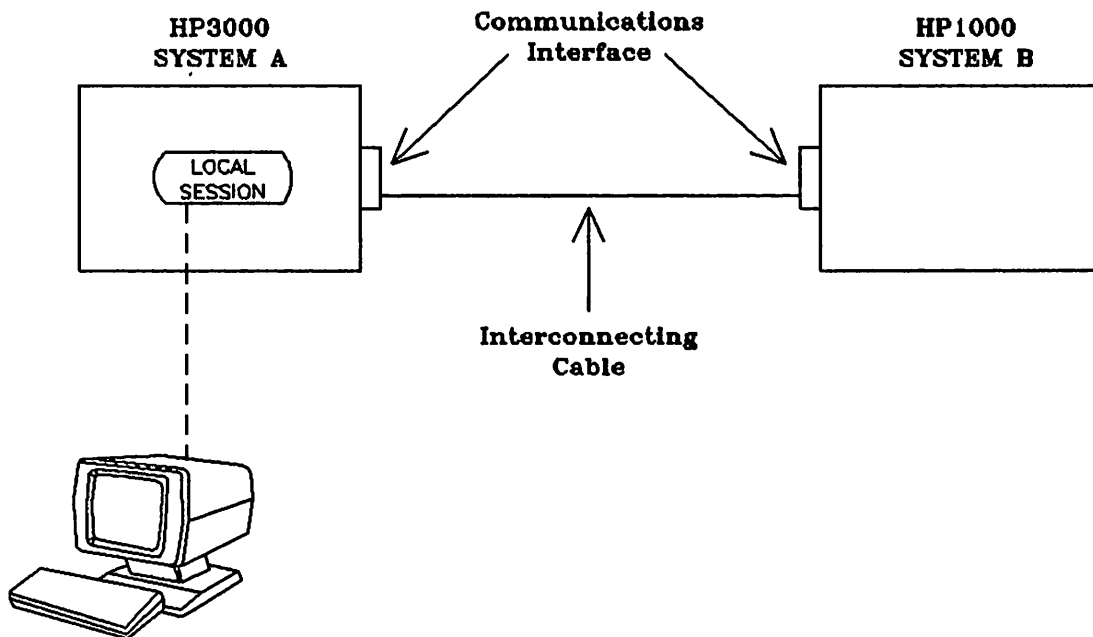 HP3000
SYSTEM A
Communications
Interface
HP1000
SYSTEM B
LOCAL
SESSION
Interconnecting
Cable